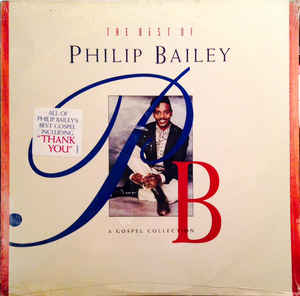 THE BEST OF
PHILIP BAILEY
ALL OF
PHILIP BAILEY'S
BEST GOSPEL
INCLUDING
"THANK
YOU"
PB
A GOSPEL COLLECTION